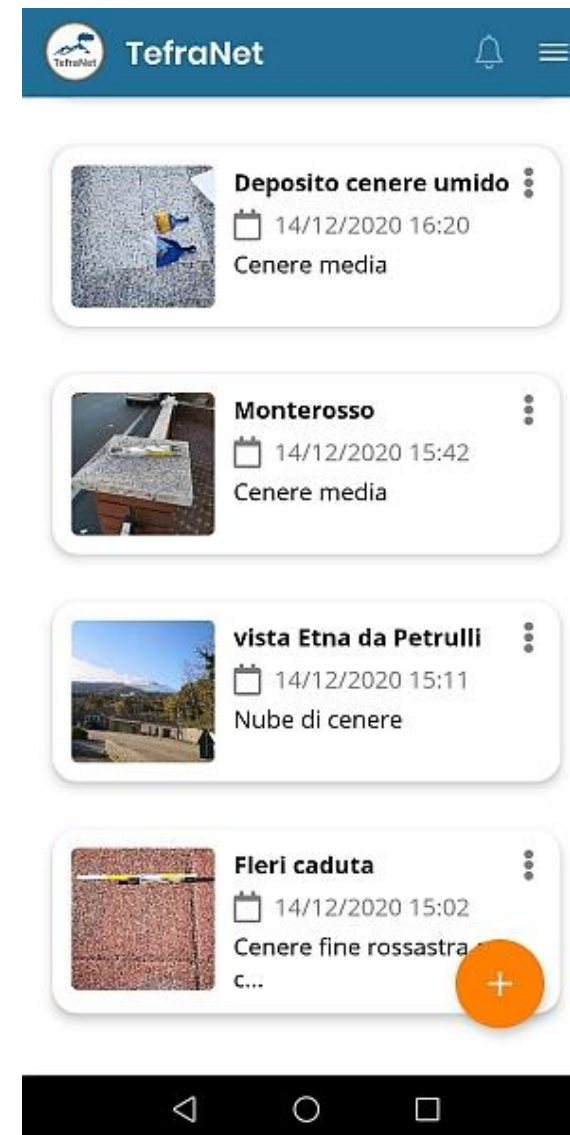 TefraNet
TefraNet
Deposito cenere umido
14/12/2020 16:20
Cenere media
Monterosso
14/12/2020 15:42
Cenere media
vista Etna da Petrulli
14/12/2020 15:11
Nube di cenere
Fleri caduta
14/12/2020 15:02
Cenere fine rossastra
c...